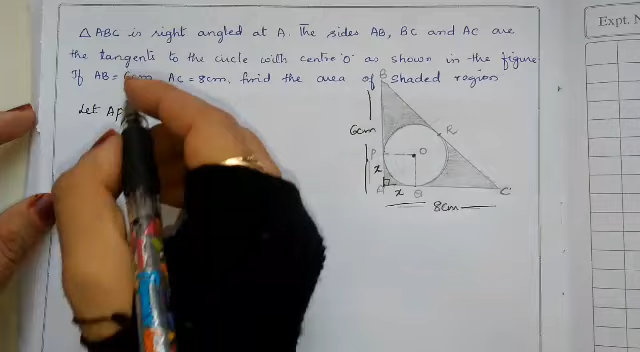 △ ABC is right angled at A. The sides AB, BC and AC are
the tangents to the circle with centre 'O' as shown in the figure
If AB = 6cm AC = 8cm, find the area of shaded region
Let AP
B
6cm
R
P
O
x
A
x
Q
C
8cm
Expt. N